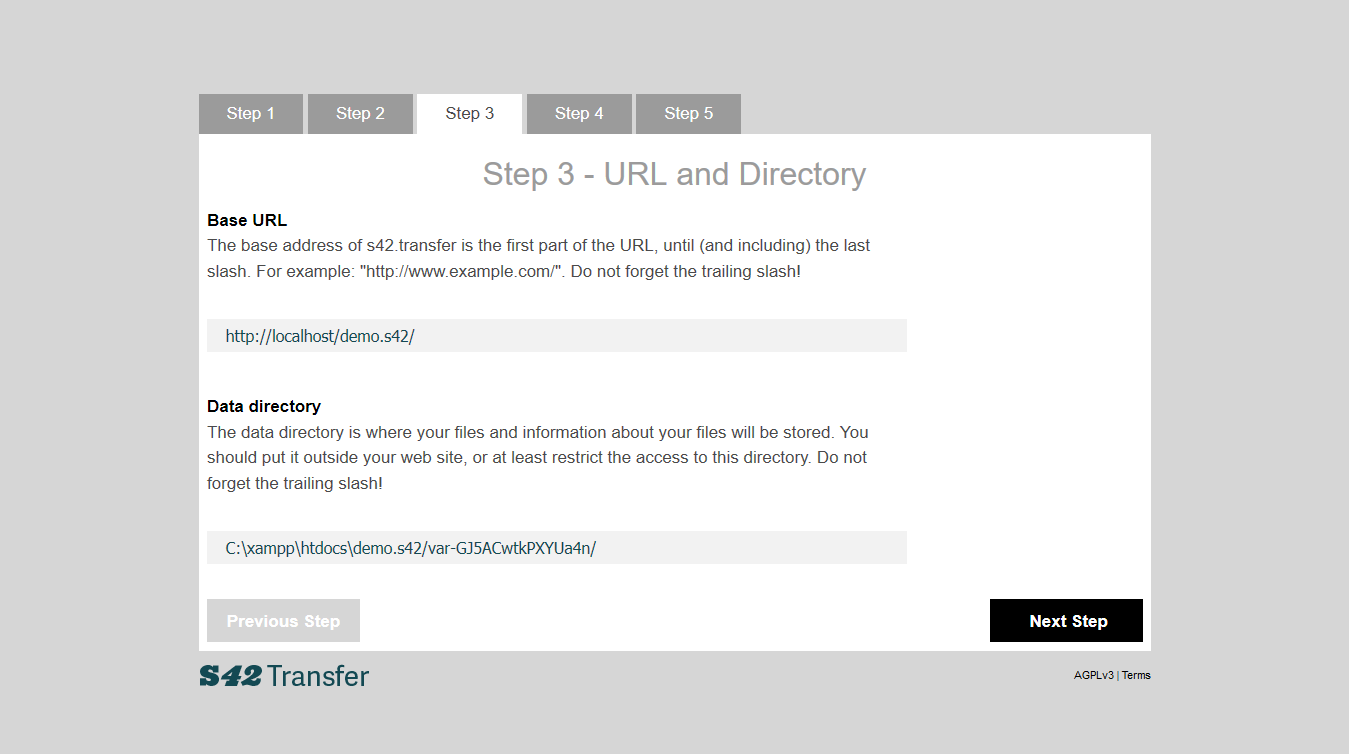 Step 1 Step 2 Step 3 Step 4 Step 5
Step 3 - URL and Directory
Base URL
The base address of s42.transfer is the first part of the URL, until (and including) the last
slash. For example: "http://www.example.com/". Do not forget the trailing slash!
http://localhost/demo.s42/
Data directory
The data directory is where your files and information about your files will be stored. You
should put it outside your web site, or at least restrict the access to this directory. Do not
forget the trailing slash!
C:\xampp\htdocs\demo.s42/var-GJ5ACwtkPXYUa4n/
Previous Step Next Step
S42 Transfer AGPLv3 | Terms